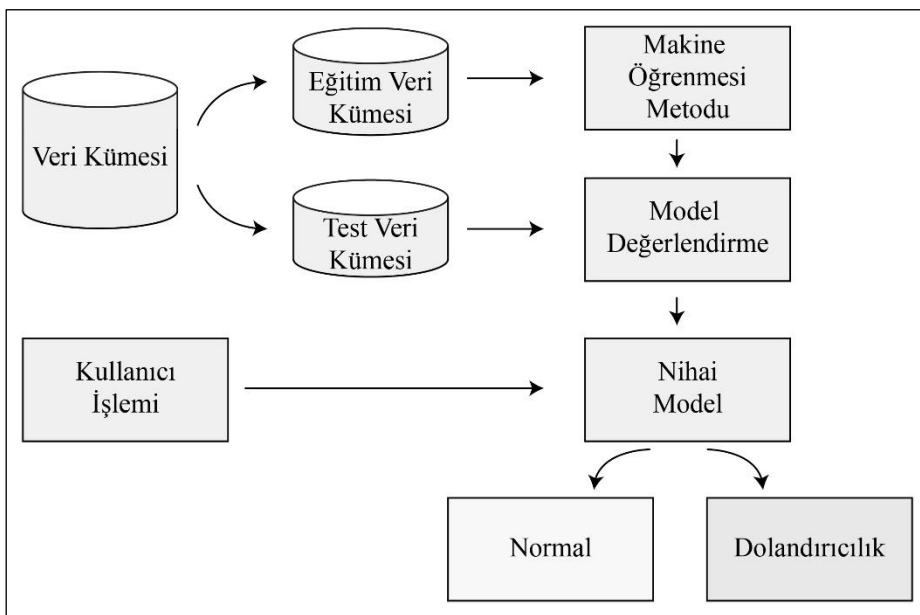 Veri Kümesi
Eğitim Veri
Kümesi
Makine
Öğrenmesi
Metodu
Test Veri
Kümesi
Model
Değerlendirme
Kullanıcı
İşlemi
Nihai
Model
Normal
Dolandırıcılık